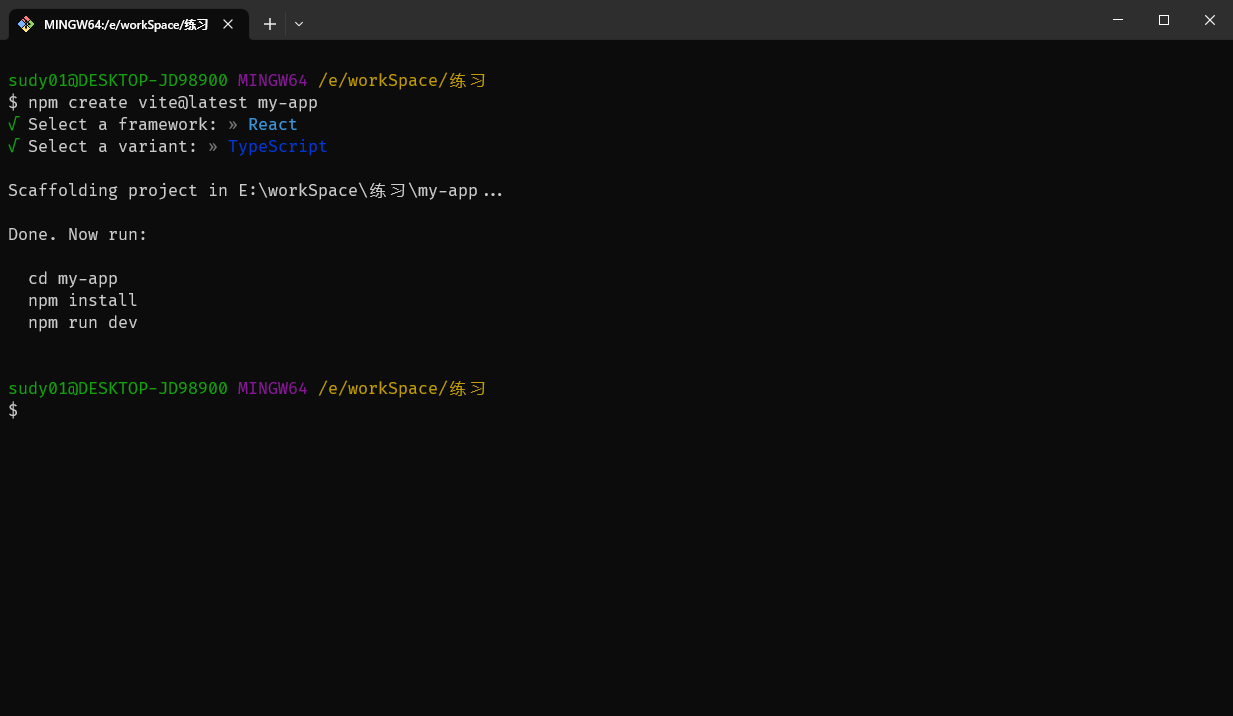 MINGW64:/e/workSpace/练习
sudy01@DESKTOP-JD98900 MINGW64 /e/workSpace/练习
$ npm create vite@latest my-app
√ Select a framework: » React
√ Select a variant: » TypeScript
Scaffolding project in E:\workSpace\练习\my-app...
Done. Now run:
cd my-app
npm install
npm run dev
sudy01@DESKTOP-JD98900 MINGW64 /e/workSpace/练习
$